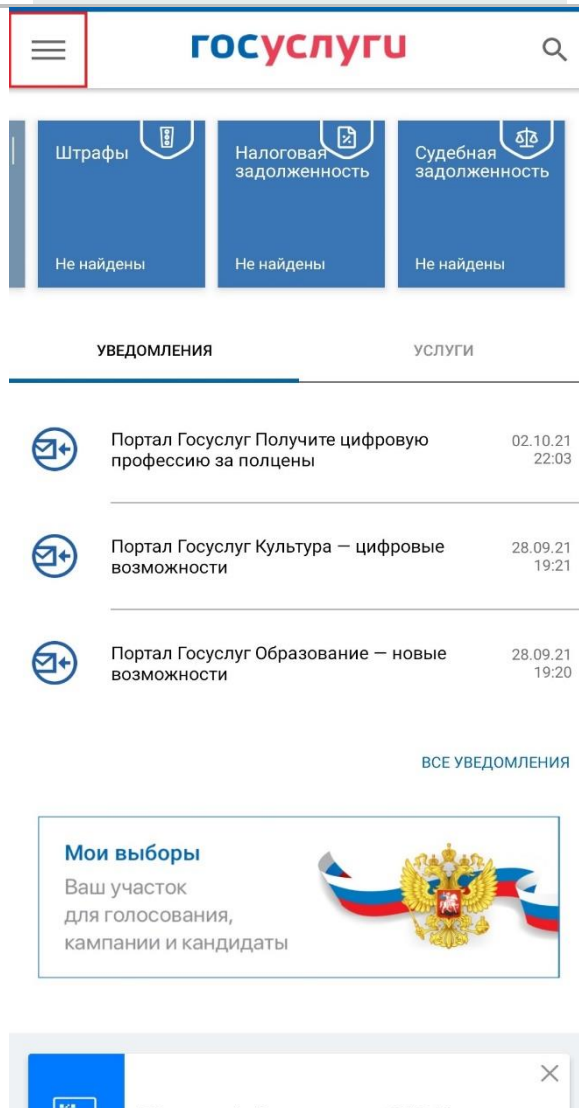 госуслуги
Штрафы
Не найдены
Налоговая
задолженность
Не найдены
Судебная
задолженность
Не найдены
УВЕДОМЛЕНИЯ
УСЛУГИ
Портал Госуслуг Получите цифровую
профессию за полцены
02.10.21
22:03
Портал Госуслуг Культура — цифровые
возможности
28.09.21
19:21
Портал Госуслуг Образование — новые
возможности
28.09.21
19:20
ВСЕ УВЕДОМЛЕНИЯ
Мои выборы
Ваш участок
для голосования,
кампании и кандидаты